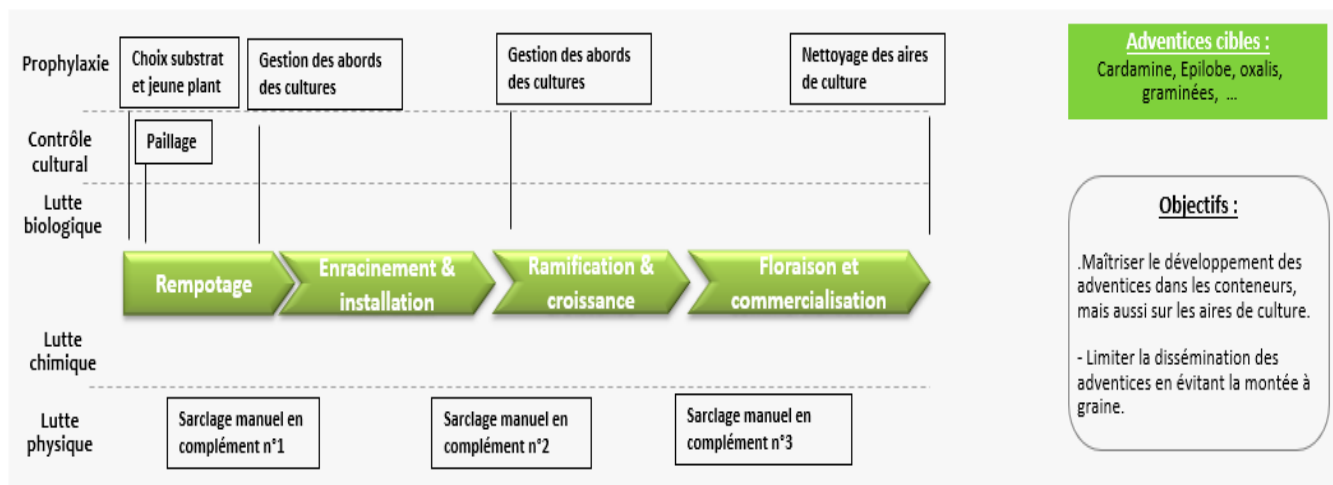 Prophylaxie
Choix substrat
et jeune plant
Gestion des abords
des cultures
Gestion des abords
des cultures
Nettoyage des aires
de culture
Contrôle
cultural
Paillage
Lutte
biologique
Rempotage
Enracinement &
installation
Ramification &
croissance
Floraison et
commercialisation
Lutte
chimique
Lutte
physique
Sarclage manuel en
complément n°1
Sarclage manuel en
complément n°2
Sarclage manuel en
complément n°3
Adventices cibles :
Cardamine, Epilobe, oxalis,
graminées, ...
Objectifs :
.Maîtriser le développement des
adventices dans les conteneurs,
mais aussi sur les aires de culture.
- Limiter la dissémination des
adventices en évitant la montée à
graine.